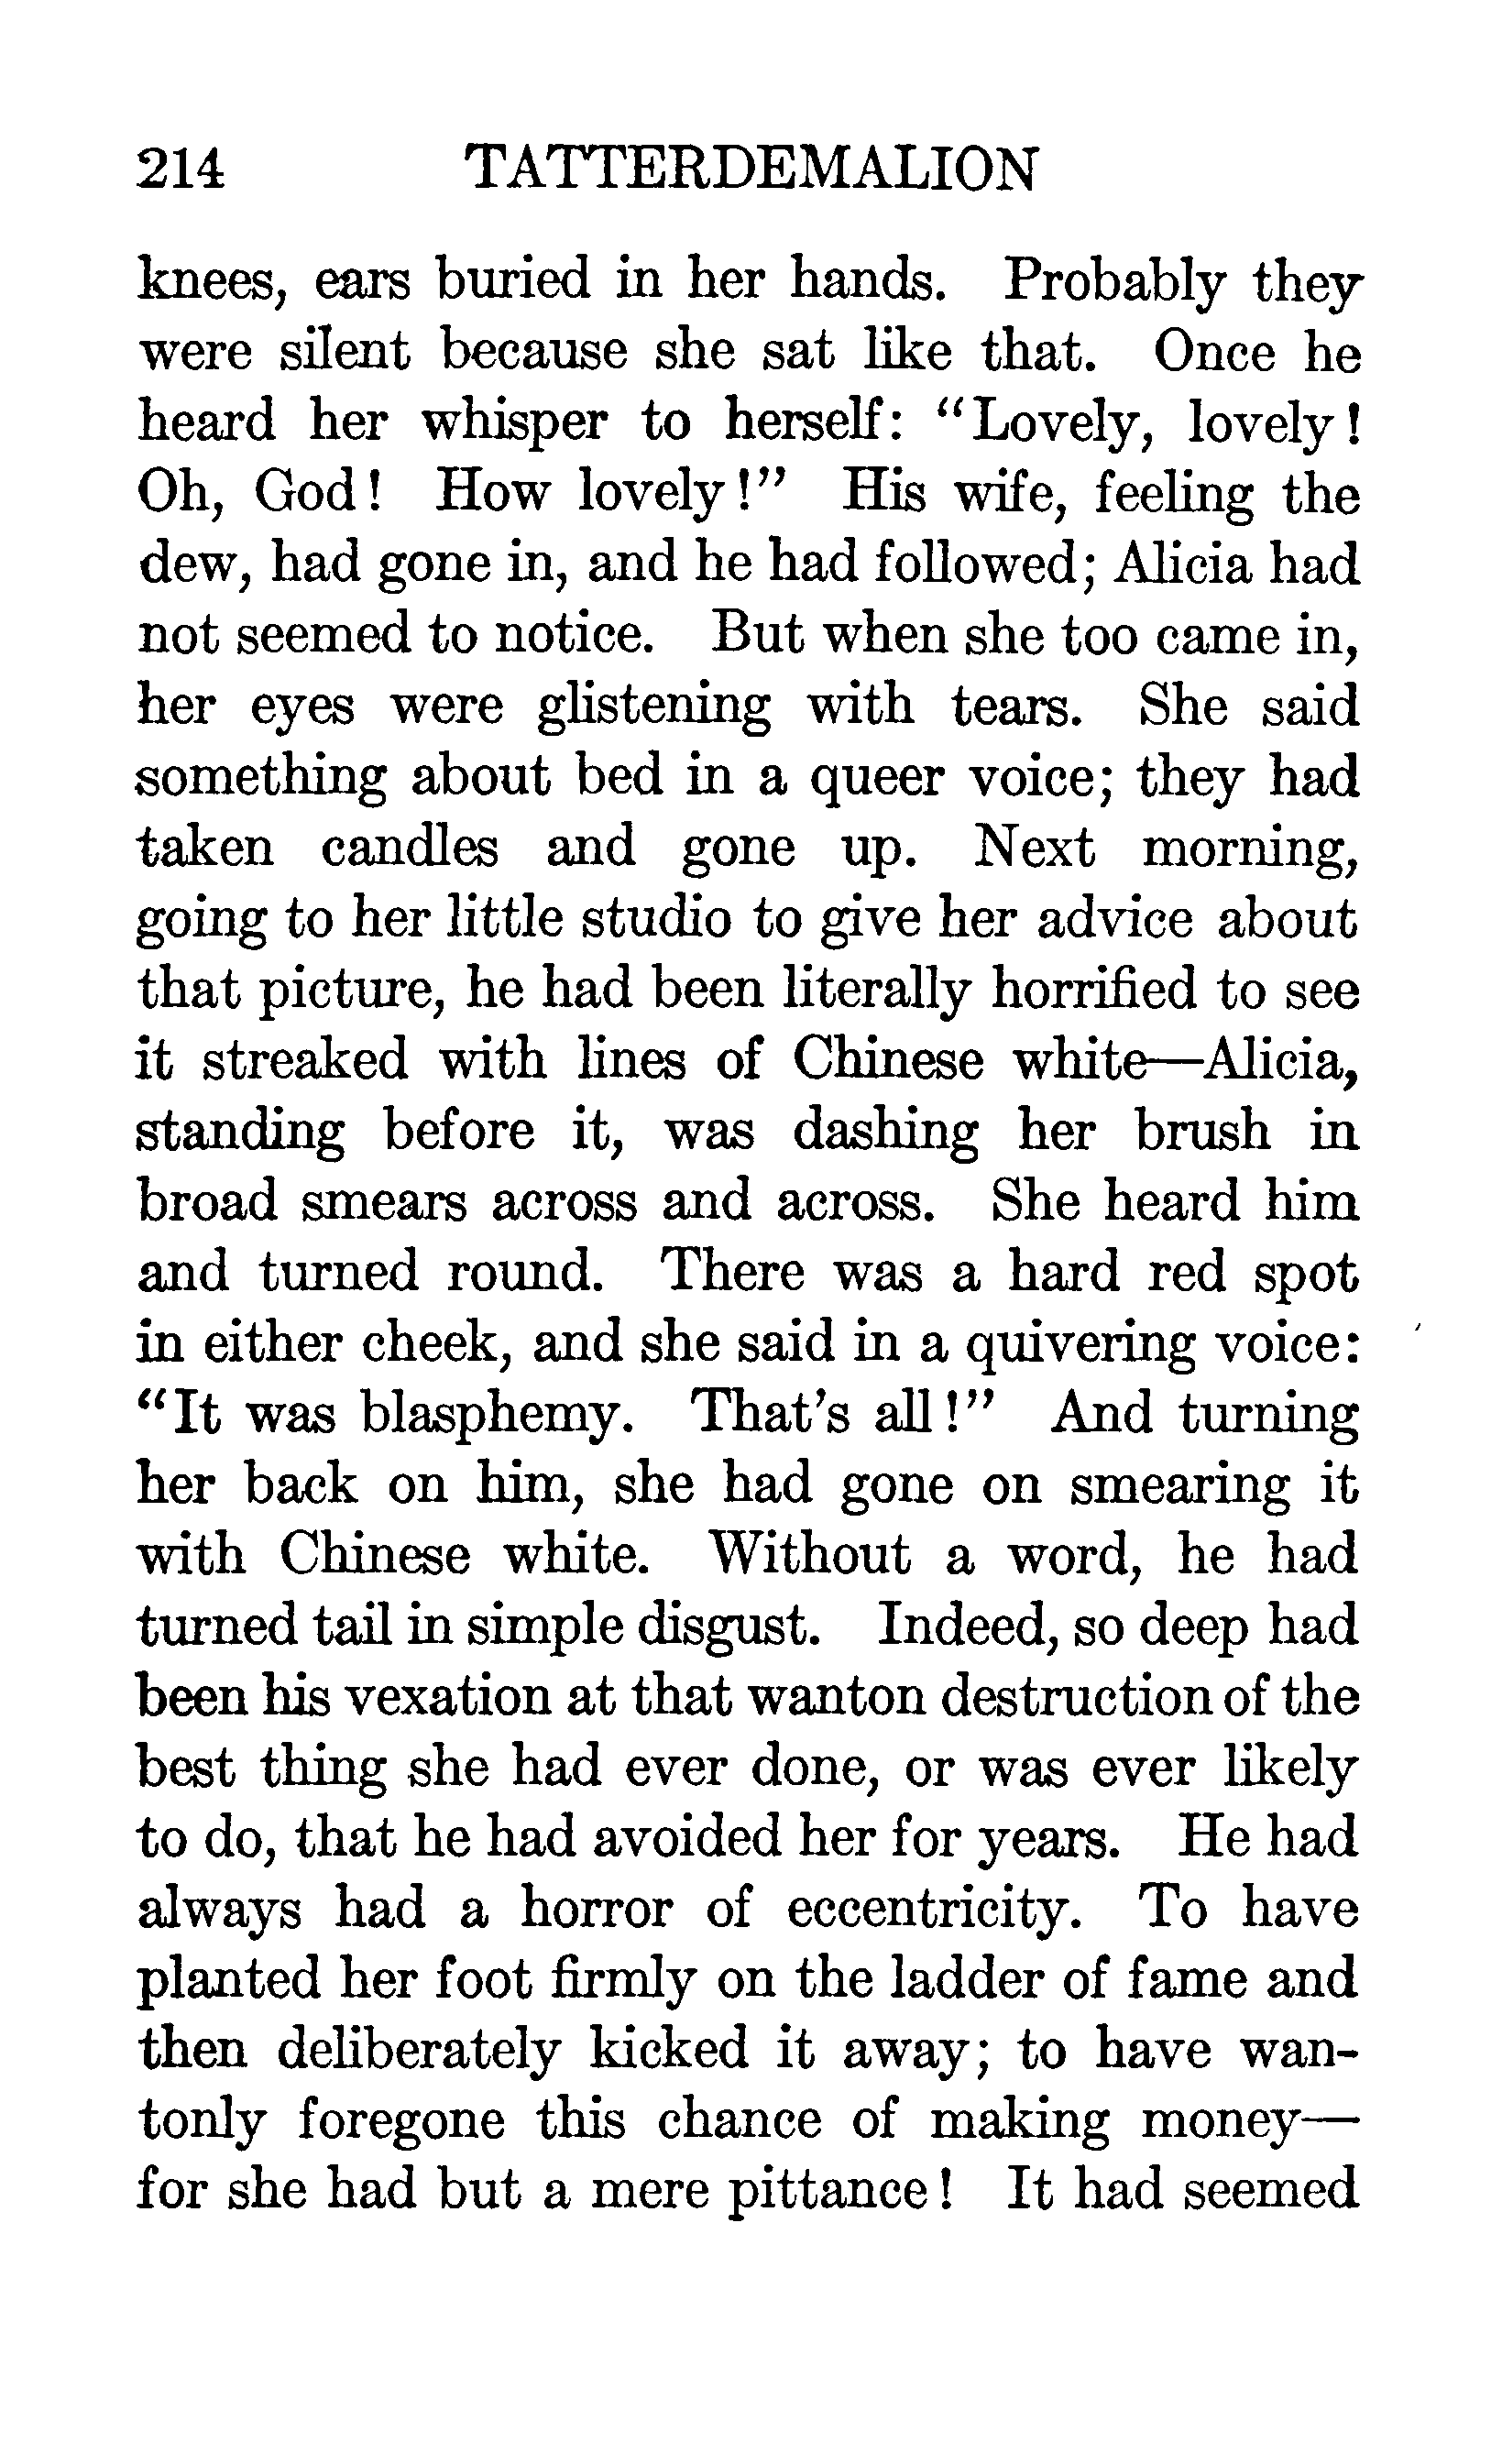 214 TATTERDEMALION
knees, ears buried in her hands. Probably they
were silent because she sat like that. Once he
heard her whisper to herself: "Lovely, lovely!
Oh, God! How lovely!" His wife, feeling the
dew, had gone in, and he had followed; Alicia had
not seemed to notice. But when she too came in,
her eyes were glistening with tears. She said
something about bed in a queer voice; they had
taken candles and gone up. Next morning,
going to her little studio to give her advice about
that picture, he had been literally horrified to see
it streaked with lines of Chinese white—Alicia,
standing before it, was dashing her brush in
broad smears across and across. She heard him
and turned round. There was a hard red spot
in either cheek, and she said in a quivering voice:
"It was blasphemy. That's all!" And turning
her back on him, she had gone on smearing it
with Chinese white. Without a word, he had
turned tail in simple disgust. Indeed, so deep had
been his vexation at that wanton destruction of the
best thing she had ever done, or was ever likely
to do, that he had avoided her for years. He had
always had a horror of eccentricity. To have
planted her foot firmly on the ladder of fame and
then deliberately kicked it away; to have wan-
tonly foregone this chance of making money—
for she had but a mere pittance! It had seemed